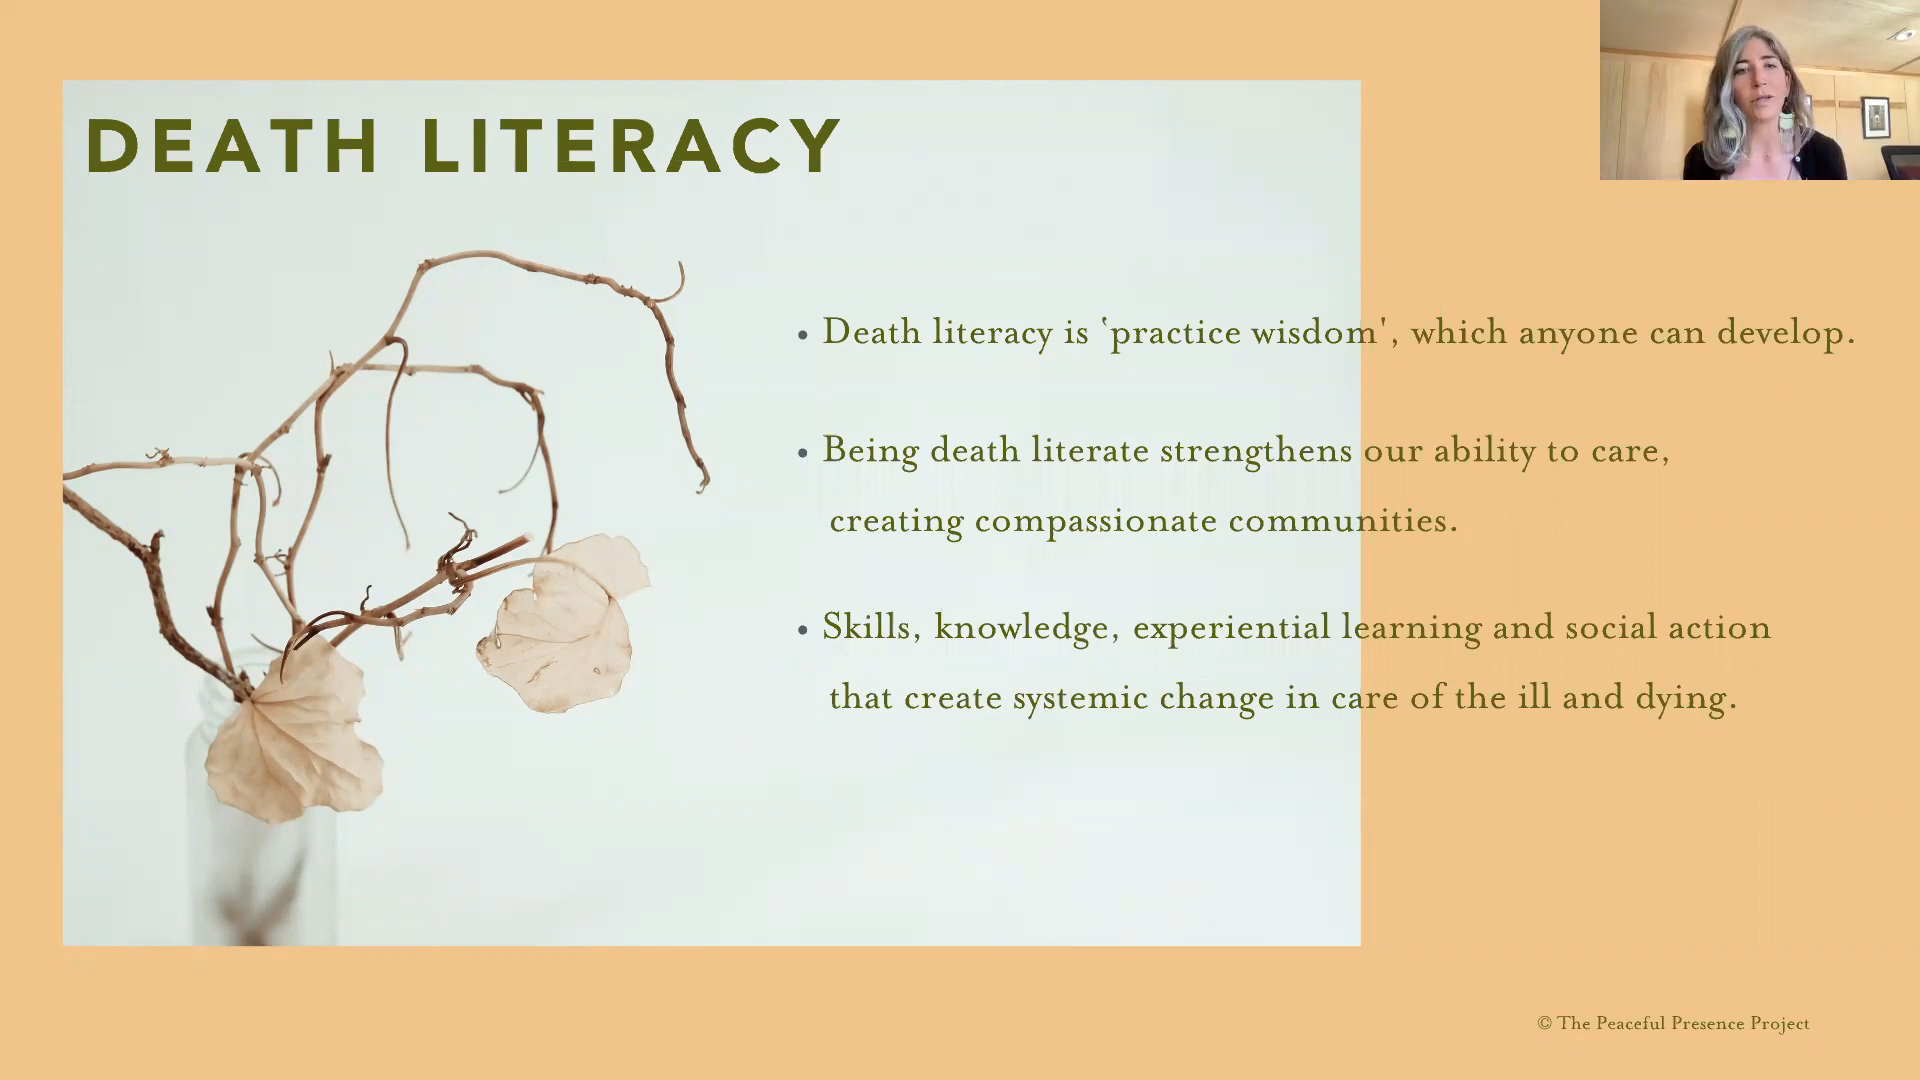 DEATH LITERACY
• Death literacy is ‛practice wisdom', which anyone can develop.
• Being death literate strengthens our ability to care,
creating compassionate communities.
• Skills, knowledge, experiential learning and social action
that create systemic change in care of the ill and dying.
© The Peaceful Presence Project